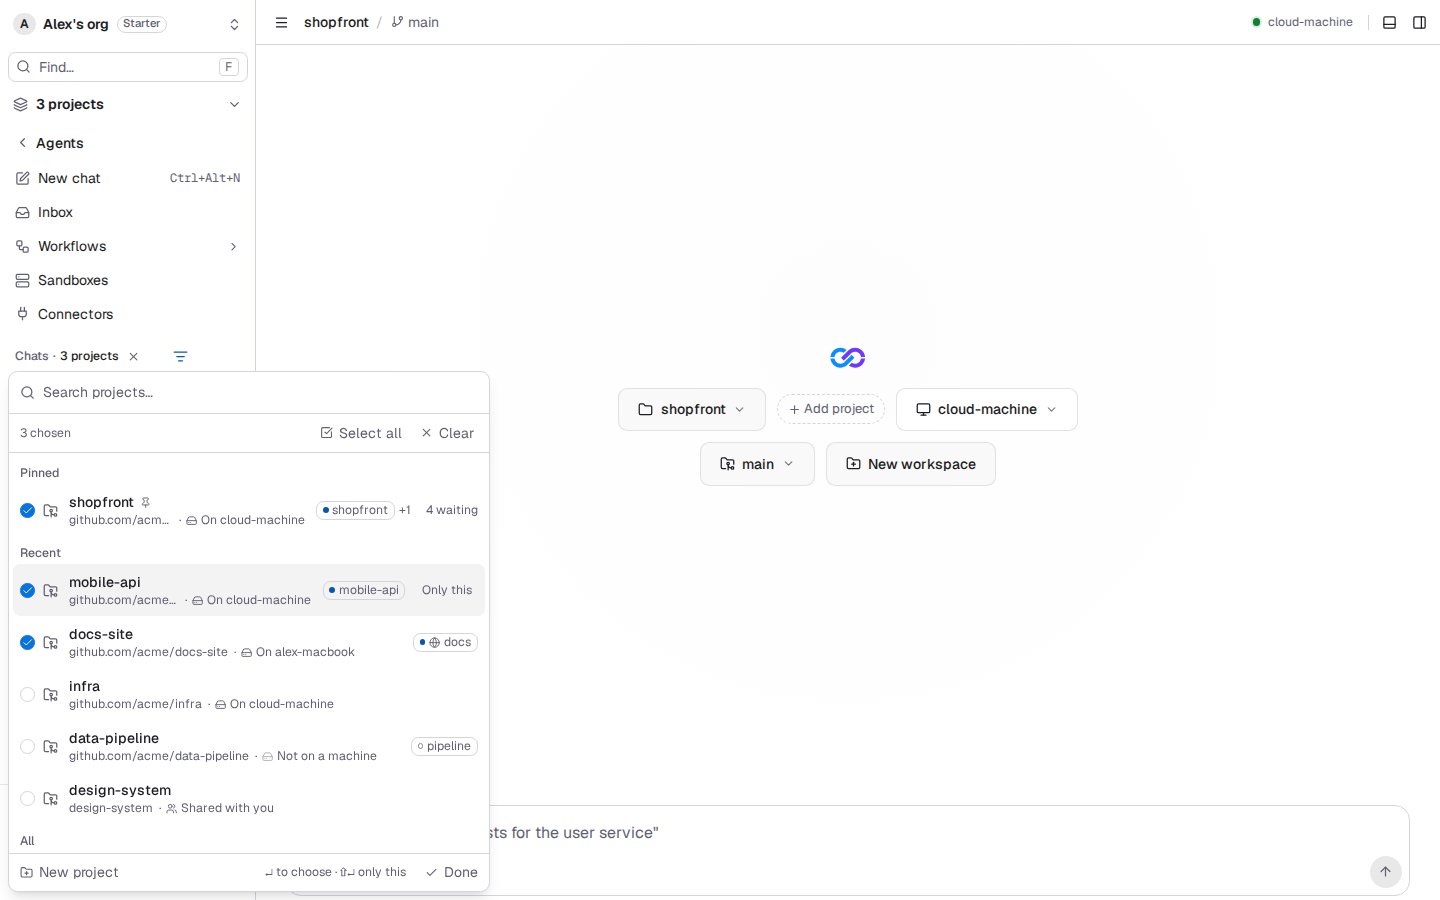 A Alex's org Starter
Find... F
3 projects
Agents
New chat Ctrl+Alt+N
Inbox
Workflows
Sandboxes
Connectors
Chats · 3 projects
Search projects...
3 chosen Select all Clear
Pinned
shopfront
github.com/acm... · On cloud-machine shopfront +1 4 waiting
Recent
mobile-api
github.com/acme... · On cloud-machine mobile-api Only this
docs-site
github.com/acme/docs-site · On alex-macbook docs
infra
github.com/acme/infra · On cloud-machine
data-pipeline
github.com/acme/data-pipeline · Not on a machine pipeline
design-system
design-system · Shared with you
All
New project ↵ to choose · ⇧↵ only this Done
shopfront / main
cloud-machine
shopfront + Add project cloud-machine
main New workspace
sts for the user service"